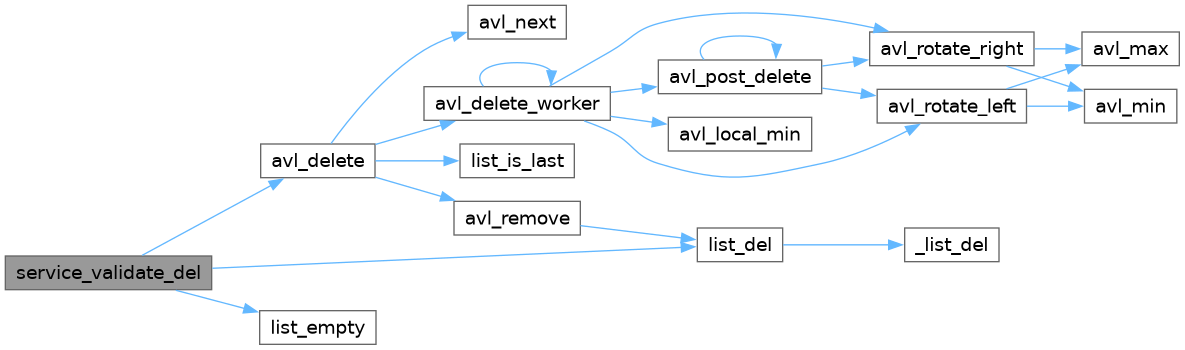 avl_next
avl_rotate_right
avl_max
avl_post_delete
avl_delete_worker
avl_rotate_left
avl_min
avl_local_min
avl_delete
list_is_last
avl_remove
list_del
_list_del
service_validate_del
list_empty